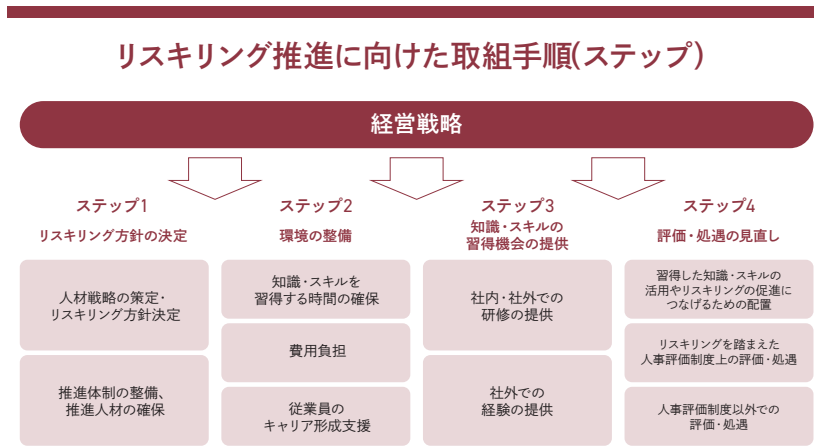 リスキリング推進に向けた取組手順(ステップ)
経営戦略
ステップ1
リスキリング方針の決定
人材戦略の策定・
リスキリング方針決定
推進体制の整備、
推進人材の確保
ステップ2
環境の整備
知識・スキルを
習得する時間の確保
費用負担
従業員の
キャリア形成支援
ステップ3
知識・スキルの
習得機会の提供
社内・社外での
研修の提供
社外での
経験の提供
ステップ4
評価・処遇の見直し
習得した知識・スキルの
活用やリスキリングの促進に
つなげるための配置
リスキリングを踏まえた
人事評価制度上の評価・処遇
人事評価制度以外での
評価・処遇